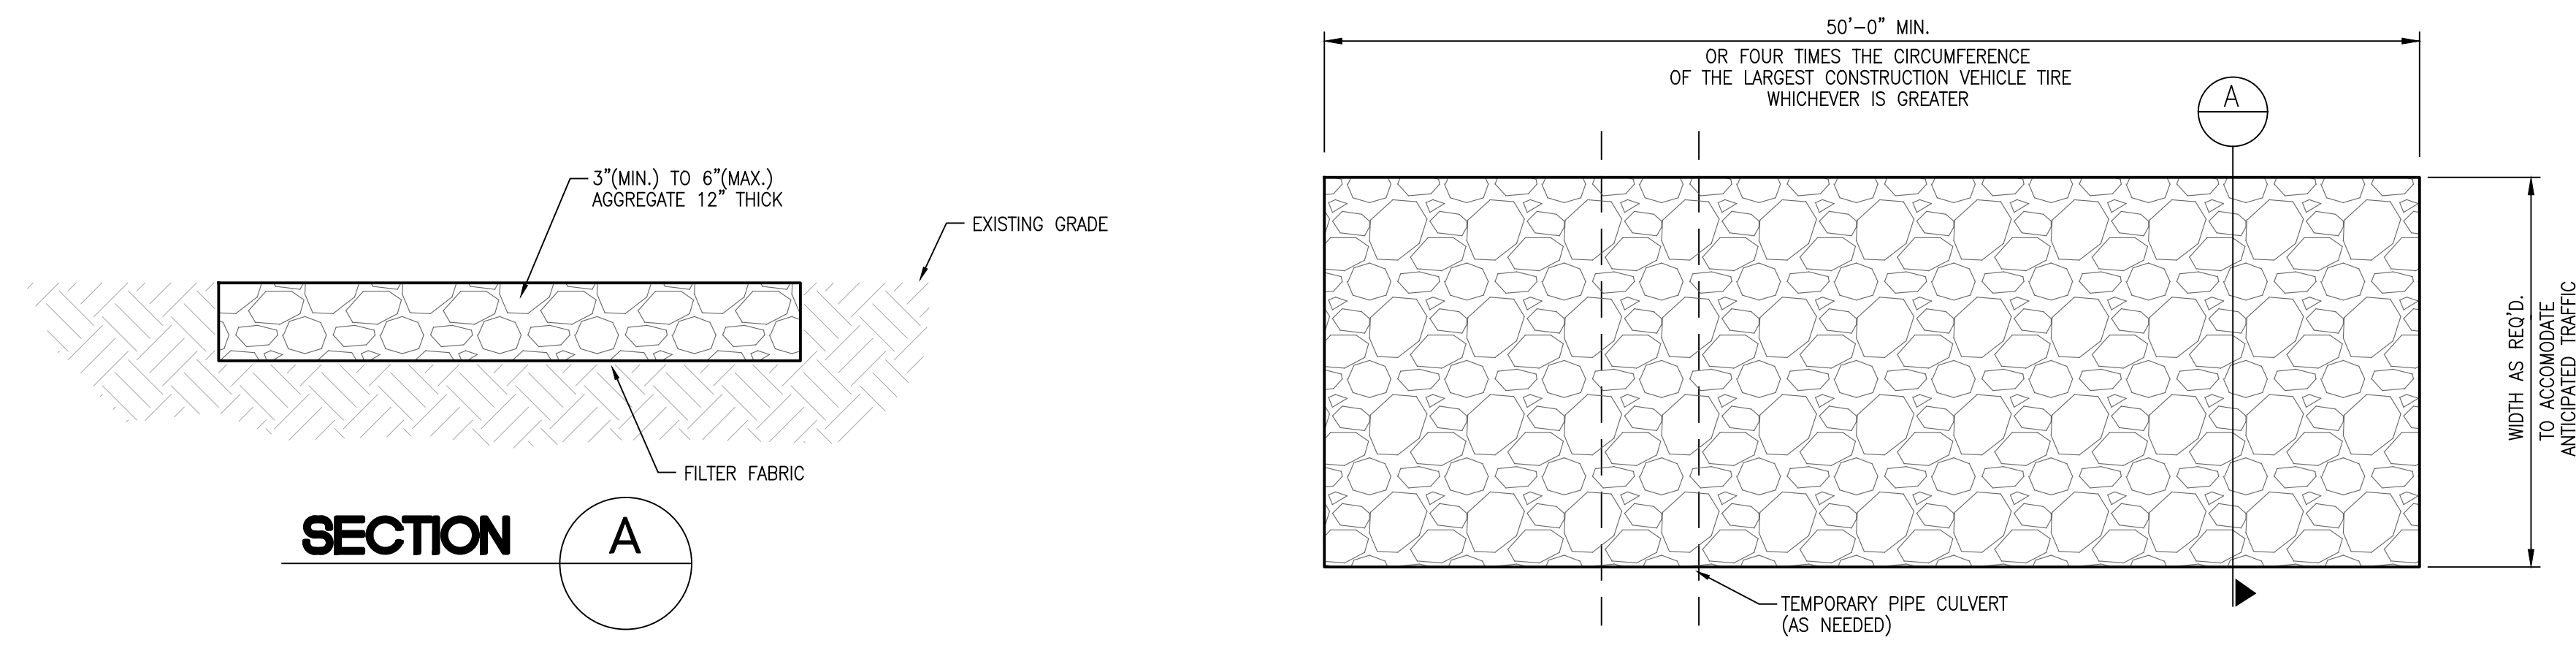 3"(MIN.) TO 6"(MAX.)
AGGREGATE 12" THICK
EXISTING GRADE
FILTER FABRIC
SECTION
A
50'-0" MIN.
OR FOUR TIMES THE CIRCUMFERENCE
OF THE LARGEST CONSTRUCTION VEHICLE TIRE
WHICHEVER IS GREATER
A
WIDTH AS REQ'D.
TO ACCOMODATE
ANTICIPATED TRAFFIC
TEMPORARY PIPE CULVERT
(AS NEEDED)